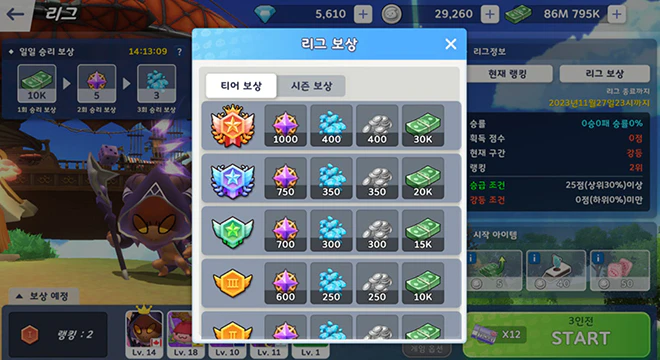 리그
5,610
29,260
86M 795K
일일 승리 보상
14:13:09
?
10K
5
3
1회 승리 보상
2회 승리 보상
3회 승리 보상
리그 보상
티어 보상
시즌 보상
1000
400
400
30K
750
350
350
20K
700
300
300
15K
600
250
250
10K
리그정보
현재 랭킹
리그 보상
리그 종료까지
2023년11월27일23시까지
승률
0승0패 승률0%
획득 점수
0점
현재 구간
강등
랭킹
2위
승급 조건
25점(상위30%)이상
강등 조건
0점(하위0%)미만
시작 아이템
5
40
50
보상 예정
랭킹 : 2
Lv. 14
Lv. 18
Lv. 10
Lv. 11
Lv. 1
게임 옵션
X12
3인전
START